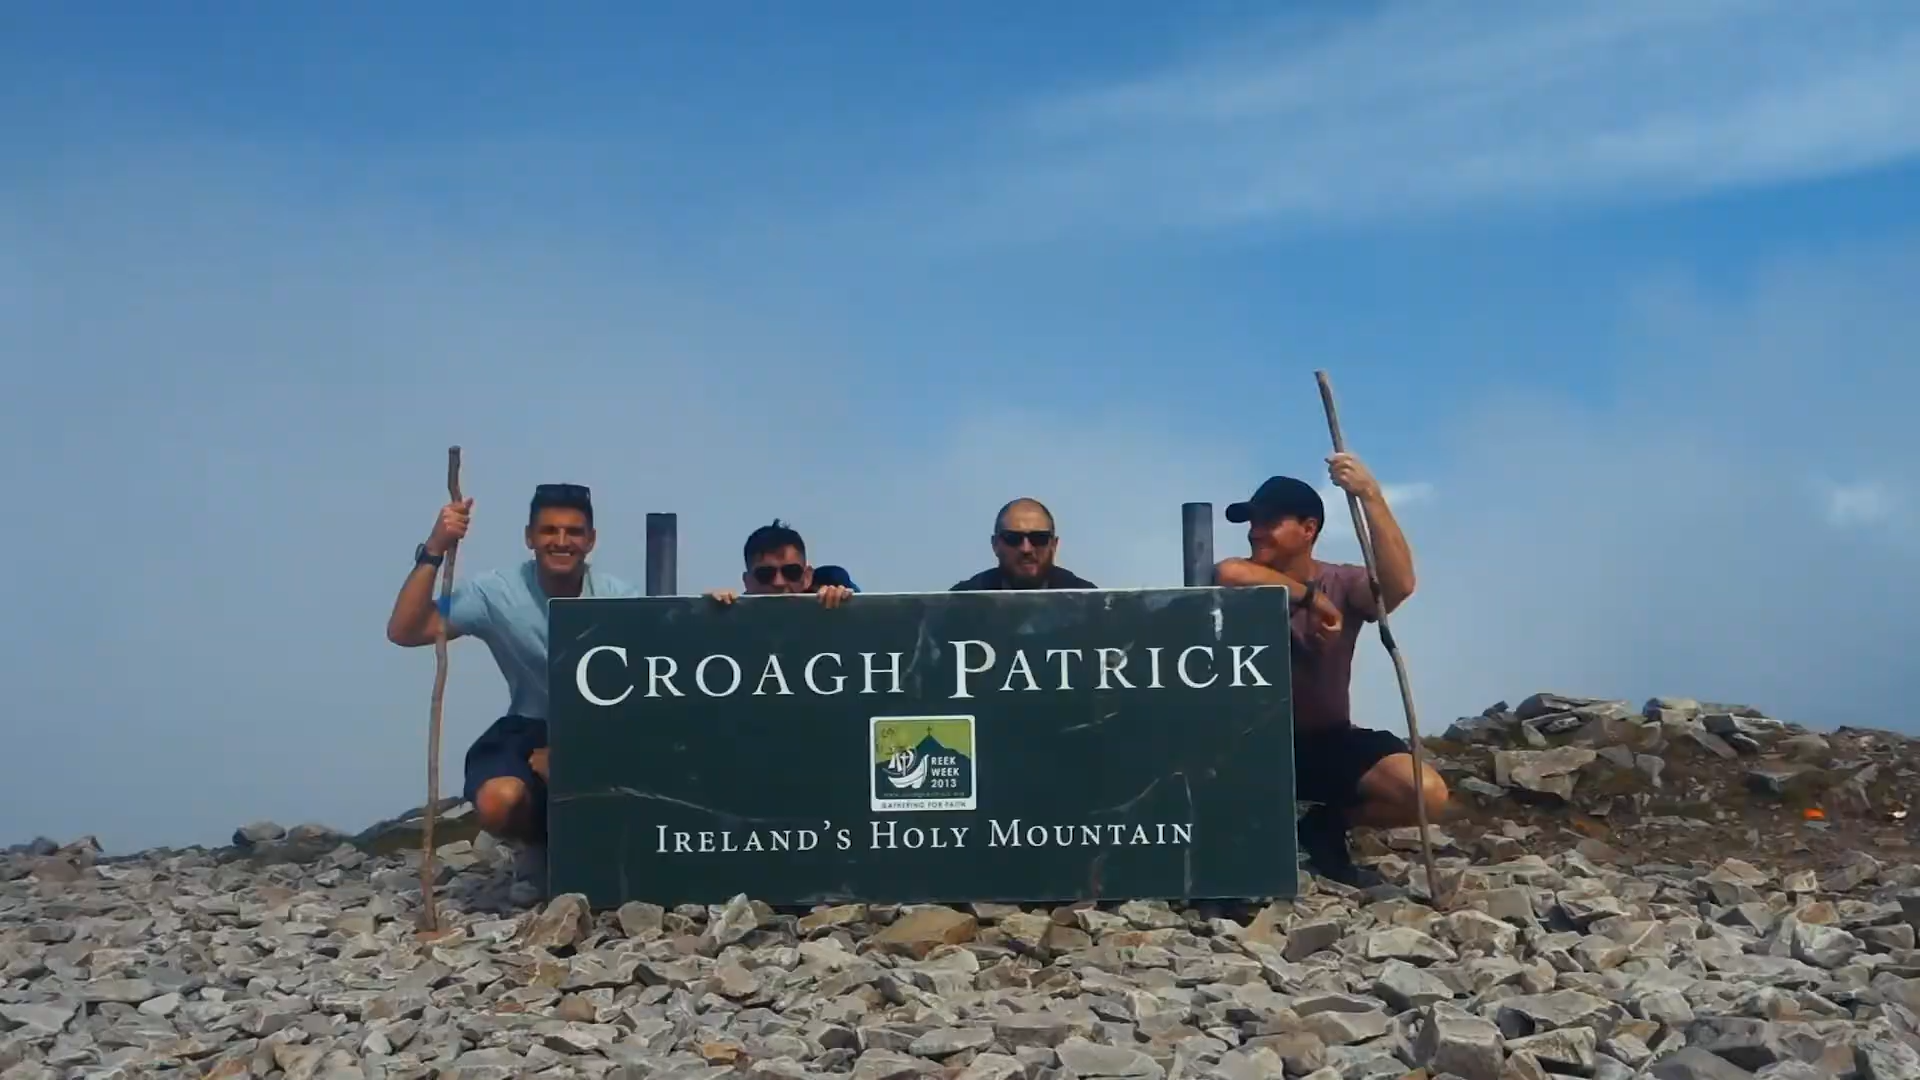 CROAGH PATRICK
REEK
WEEK
2013
GATHERING FOR FAITH
IRELAND'S HOLY MOUNTAIN